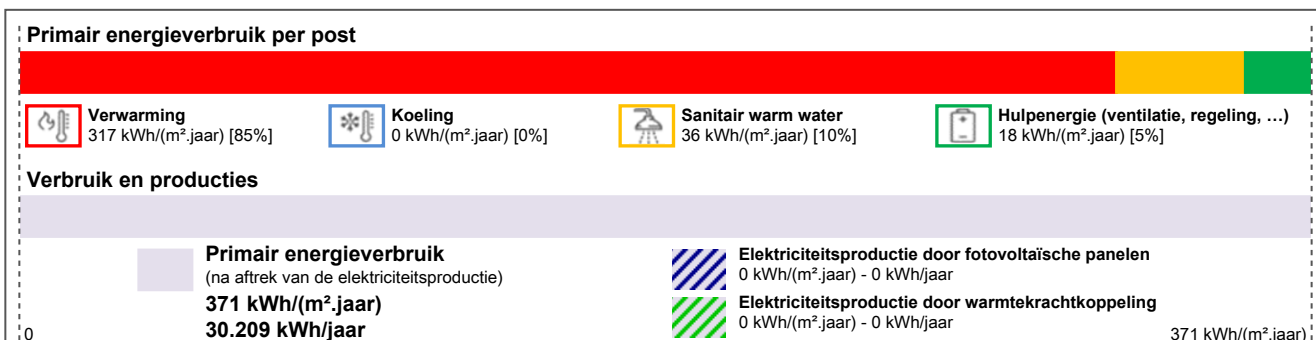 Primair energieverbruik per post
Verwarming
317 kWh/(m².jaar) [85%]
Koeling
0 kWh/(m².jaar) [0%]
Sanitair warm water
36 kWh/(m².jaar) [10%]
Hulpenergie (ventilatie, regeling, …)
18 kWh/(m².jaar) [5%]
Verbruik en producties
Primair energieverbruik
(na aftrek van de elektriciteitsproductie)
371 kWh/(m².jaar)
30.209 kWh/jaar
Elektriciteitsproductie door fotovoltaïsche panelen
0 kWh/(m².jaar) - 0 kWh/jaar
Elektriciteitsproductie door warmtekrachtkoppeling
0 kWh/(m².jaar) - 0 kWh/jaar
0
371 kWh/(m².jaar)